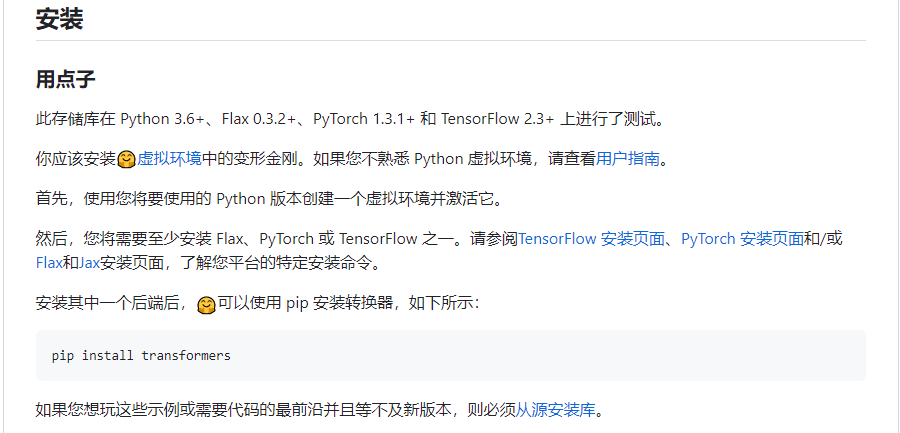 安装
用点子
此存储库在 Python 3.6+、Flax 0.3.2+、PyTorch 1.3.1+ 和 TensorFlow 2.3+ 上进行了测试。
你应该安装🤗虚拟环境中的变形金刚。如果您不熟悉 Python 虚拟环境，请查看用户指南。
首先，使用您将要使用的 Python 版本创建一个虚拟环境并激活它。
然后，您将需要至少安装 Flax、PyTorch 或 TensorFlow 之一。请参阅TensorFlow 安装页面、PyTorch 安装页面和/或
Flax和Jax安装页面，了解您平台的特定安装命令。
安装其中一个后端后，🤗可以使用 pip 安装转换器，如下所示：
pip install transformers
如果您想玩这些示例或需要代码的最前沿并且等不及新版本，则必须从源安装库。